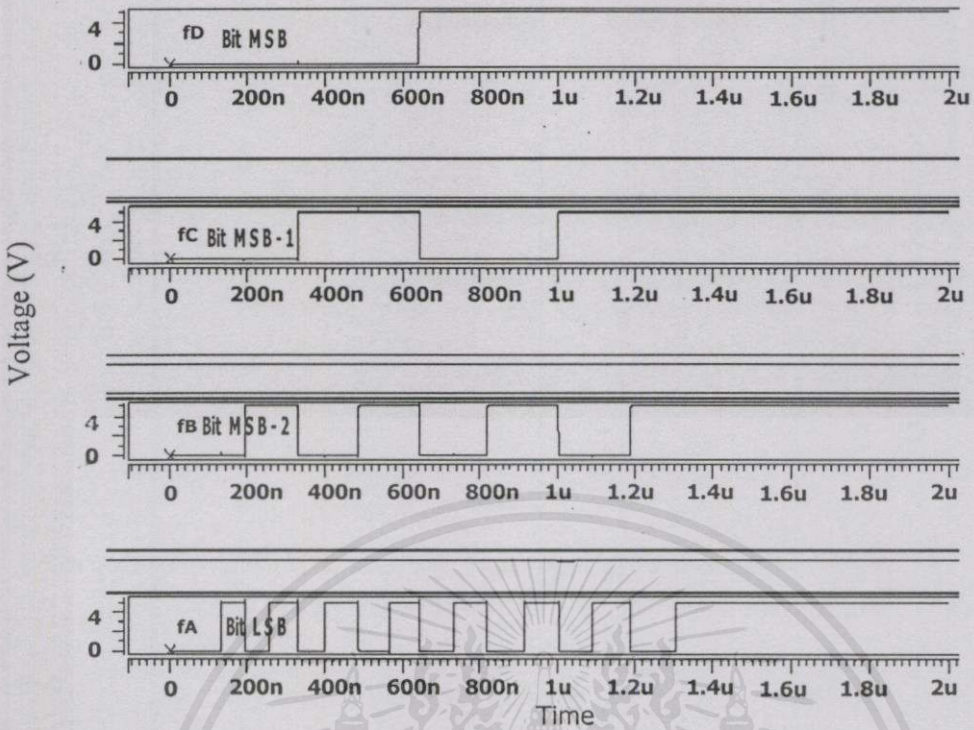 Voltage (V)
4
fD Bit MSB
0
0 200n 400n 600n 800n 1u 1.2u 1.4u 1.6u 1.8u 2u
4
fC Bit MSB-1
0
0 200n 400n 600n 800n 1u 1.2u 1.4u 1.6u 1.8u 2u
4
fB Bit MSB-2
0
0 200n 400n 600n 800n 1u 1.2u 1.4u 1.6u 1.8u 2u
4
fA Bit LSB
0
0 200n 400n 600n 800n 1u 1.2u 1.4u 1.6u 1.8u 2u
Time